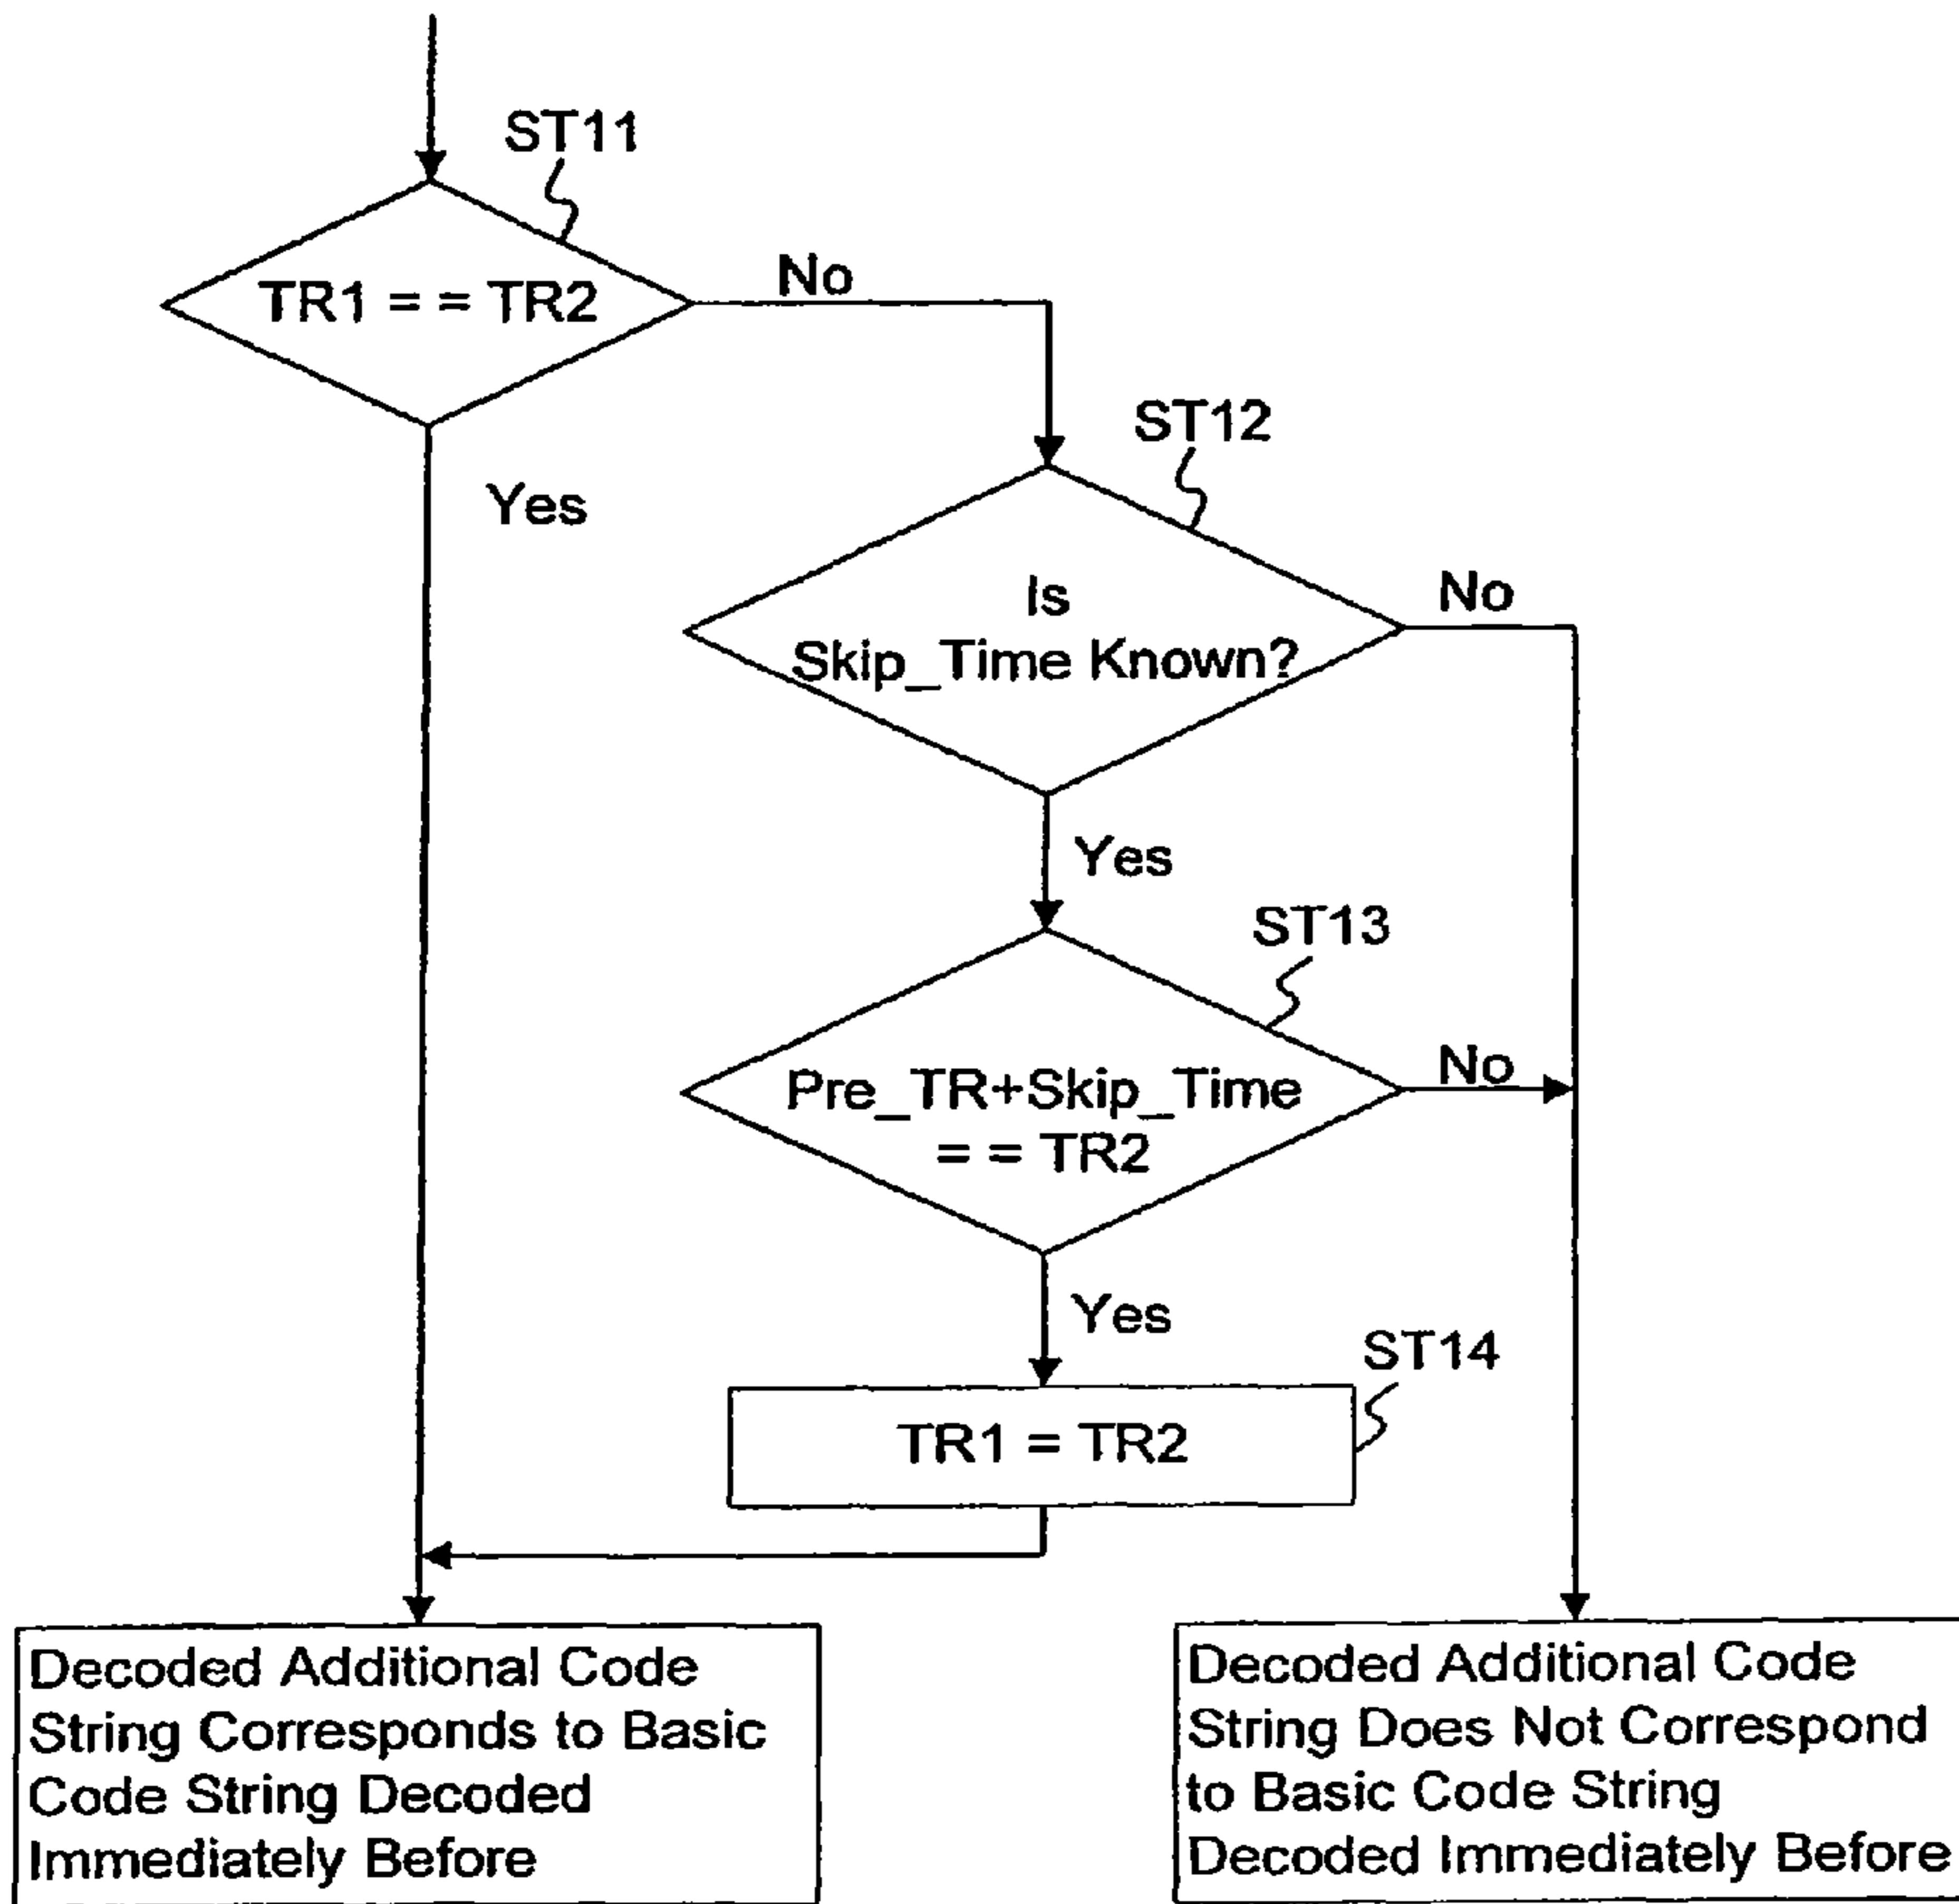 ST11
TR1 = = TR2
No
Yes
ST12
Is
Skip_Time Known?
No
Yes
ST13
Pre_TR+Skip_Time
= = TR2
No
Yes
ST14
TR1 = TR2
Decoded Additional Code
String Corresponds to Basic
Code String Decoded
Immediately Before
Decoded Additional Code
String Does Not Correspond
to Basic Code String
Decoded Immediately Before